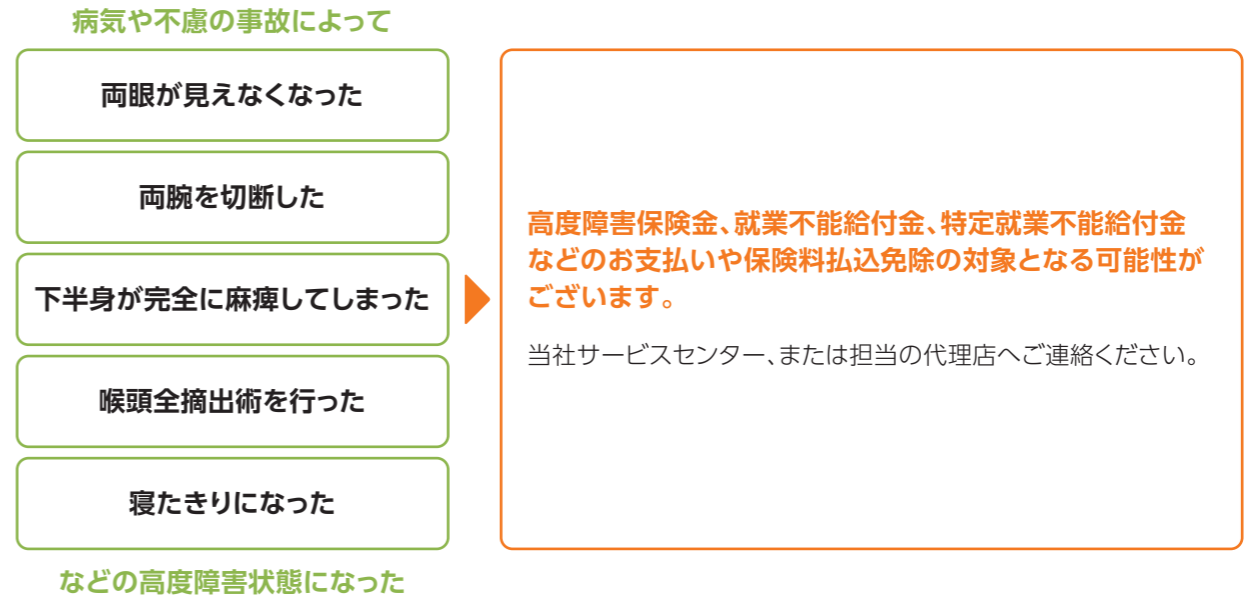 病気や不慮の事故によって
両眼が見えなくなった
両腕を切断した
下半身が完全に麻痺してしまった
喉頭全摘出術を行った
寝たきりになった
などの高度障害状態になった
高度障害保険金、就業不能給付金、特定就業不能給付金
などのお支払いや保険料払込免除の対象となる可能性が
ございます。
当社サービスセンター、または担当の代理店へご連絡ください。